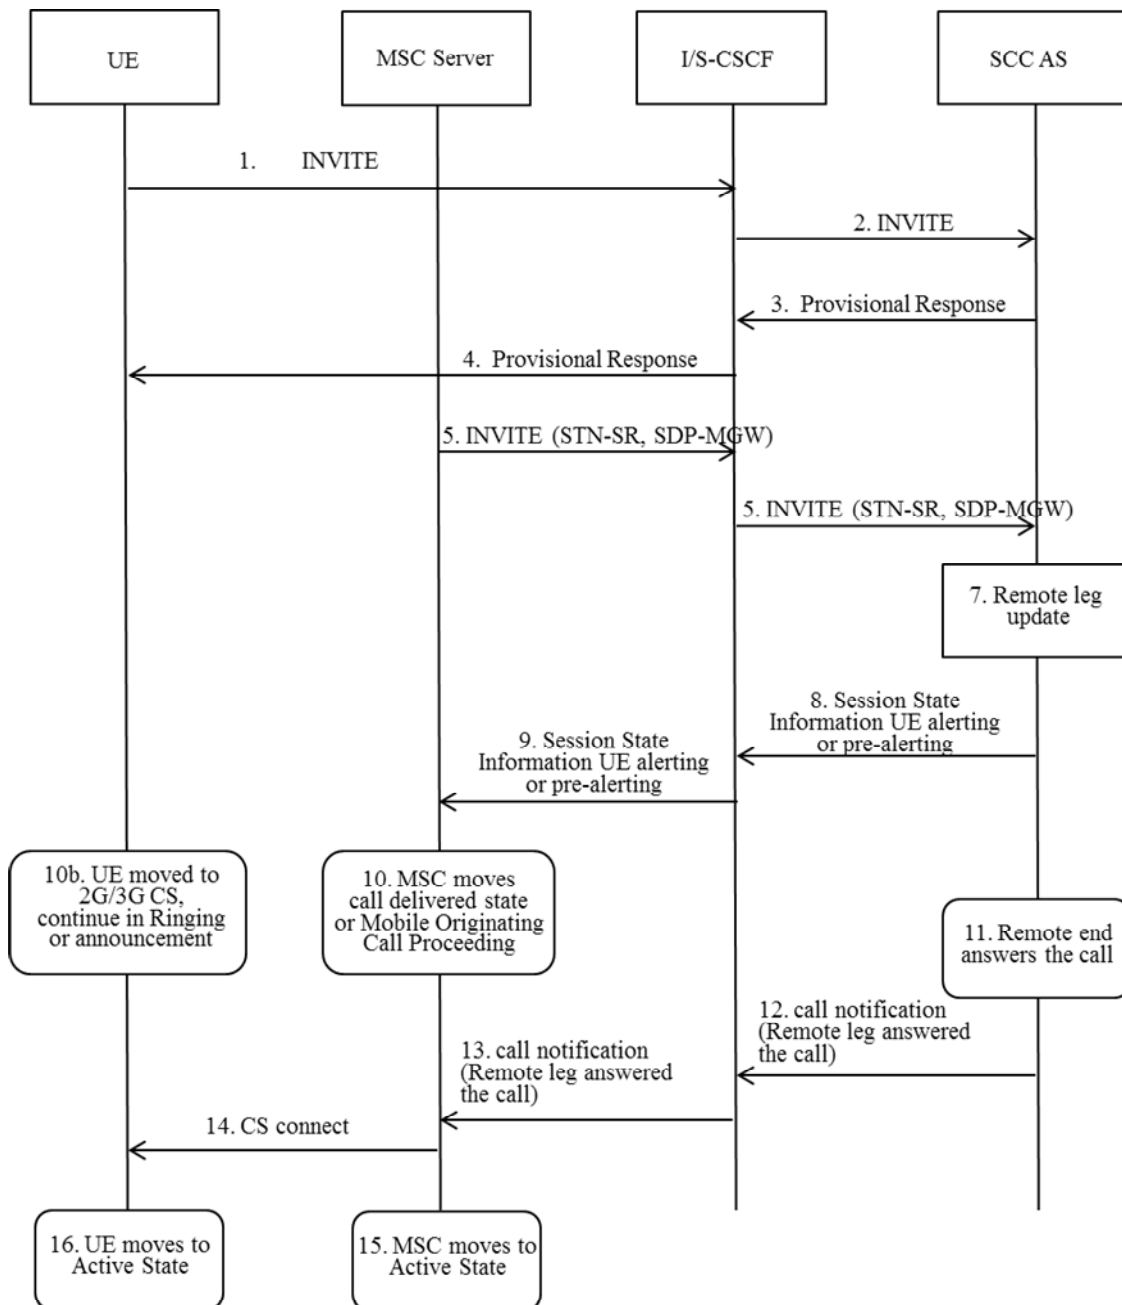 UE
MSC Server
I/S-CSCF
SCC AS
1. INVITE
2. INVITE
3. Provisional Response
4. Provisional Response
5. INVITE (STN-SR, SDP-MGW)
5. INVITE (STN-SR, SDP-MGW)
7. Remote leg
update
8. Session State
Information UE alerting
or pre-alerting
9. Session State
Information UE alerting
or pre-alerting
10b. UE moved to
2G/3G CS,
continue in Ringing
or announcement
10. MSC moves
call delivered state
or Mobile Originating
Call Proceeding
11. Remote end
answers the call
12. call notification
(Remote leg answered
the call)
13. call notification
(Remote leg answered
the call)
14. CS connect
16. UE moves to
Active State
15. MSC moves to
Active State